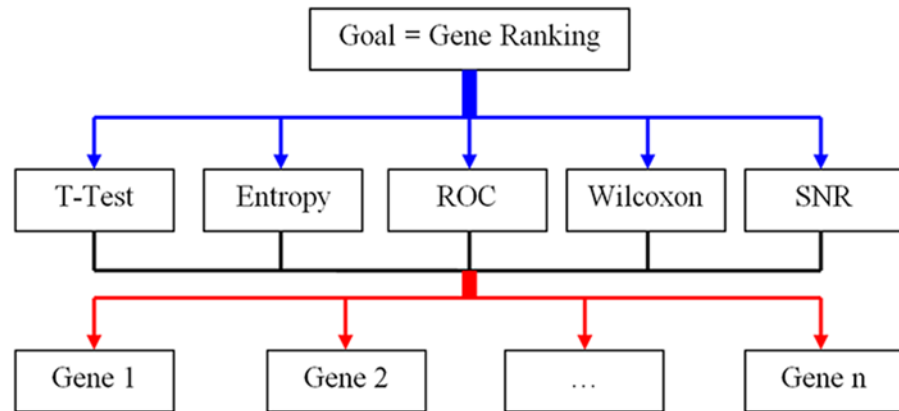 Goal = Gene Ranking
T-Test
Entropy
ROC
Wilcoxon
SNR
Gene 1
Gene 2
...
Gene n